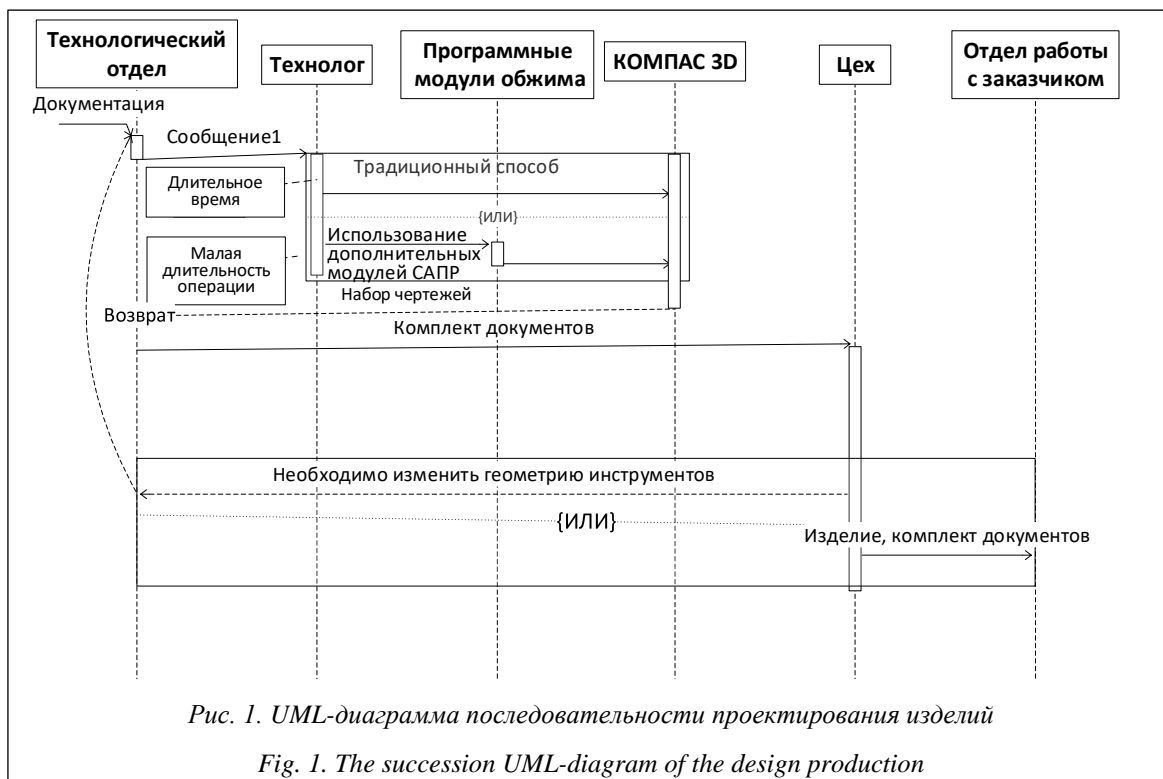 Технологический
отдел
Технолог
Программные
модули обжима
КОМПАС 3D
Цех
Отдел работы
с заказчиком
Документация
Сообщение1
Традиционный способ
Длительное
время
{ИЛИ}
Использование
дополнительных
модулей САПР
Малая
длительность
операции
Набор чертежей
Возврат
Комплект документов
Необходимо изменить геометрию инструментов
{ИЛИ}
Изделие, комплект документов
Рис. 1. UML-диаграмма последовательности проектирования изделий
Fig. 1. The succession UML-diagram of the design production